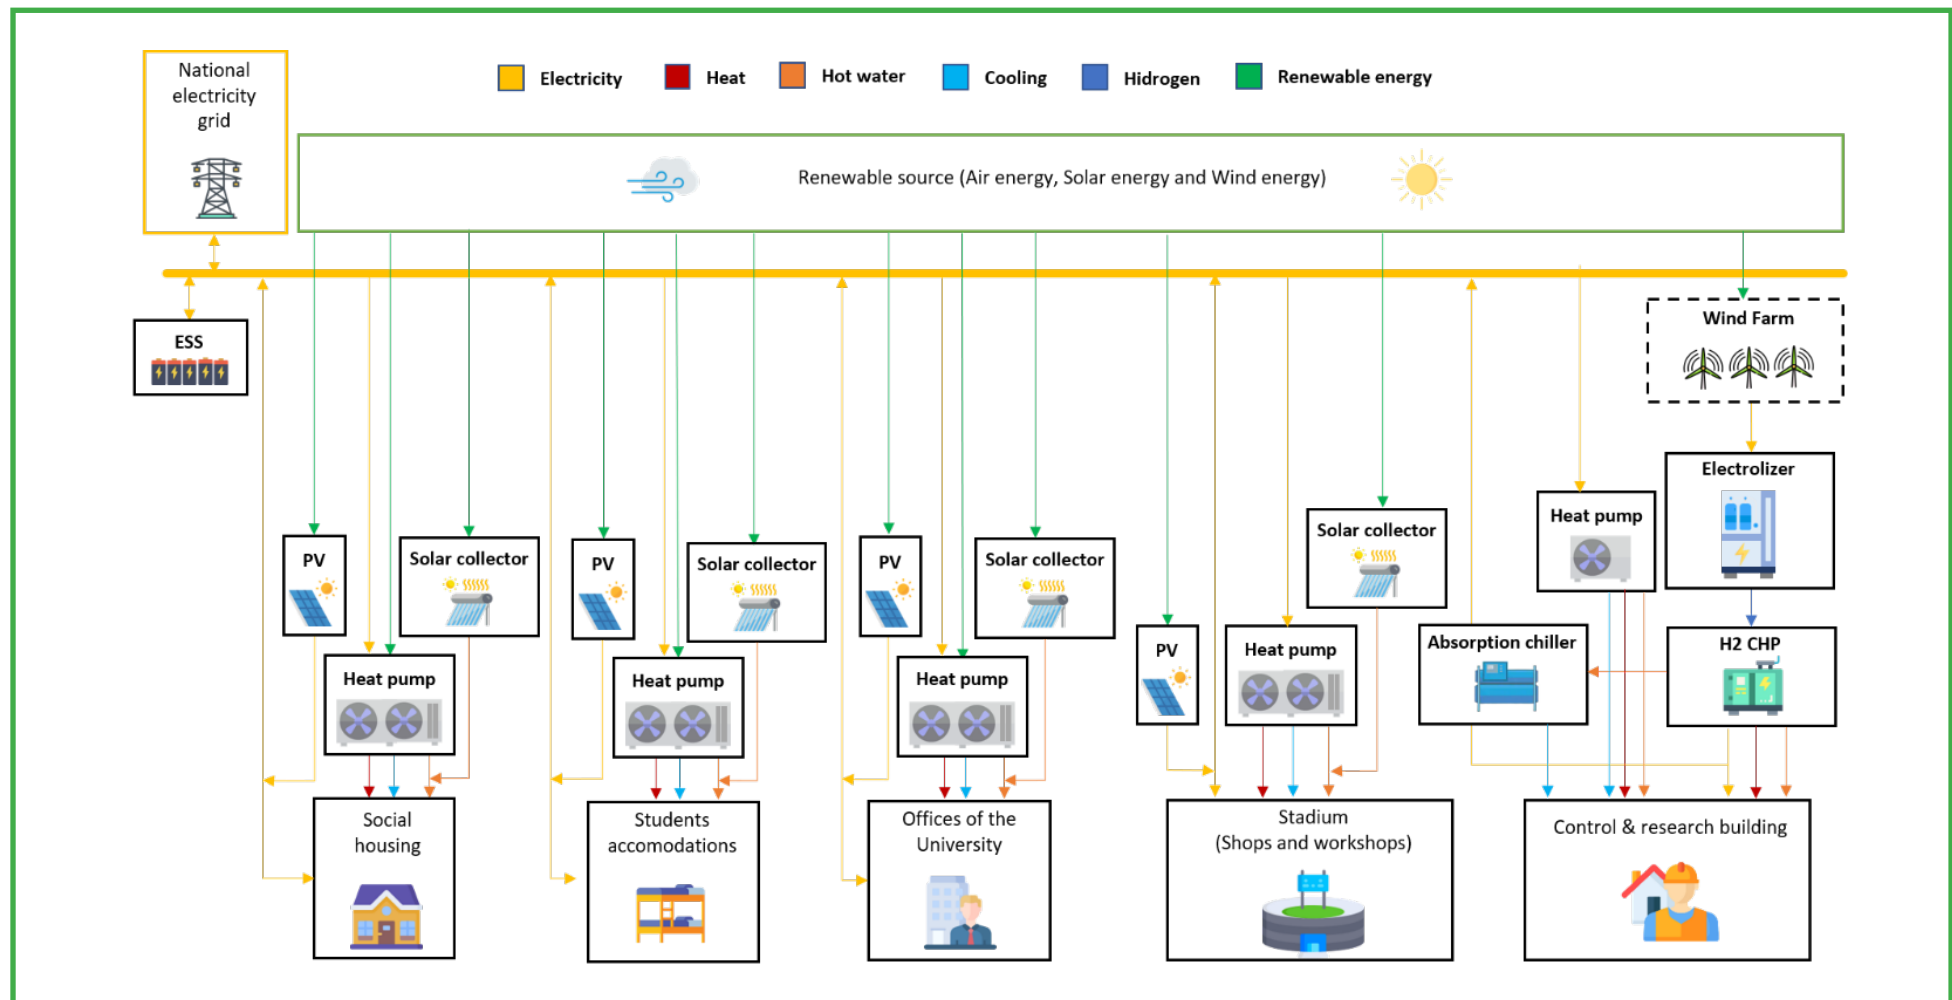 National
electricity
grid
Electricity
Heat
Hot water
Cooling
Hidrogen
Renewable energy
Renewable source (Air energy, Solar energy and Wind energy)
ESS
Wind Farm
Electrolizer
Heat pump
Solar collector
PV
Solar collector
PV
Solar collector
PV
Solar collector
Absorption chiller
H2 CHP
PV
Heat pump
Heat pump
Heat pump
Heat pump
Social
housing
Students
accomodations
Offices of the
University
Stadium
(Shops and workshops)
Control & research building